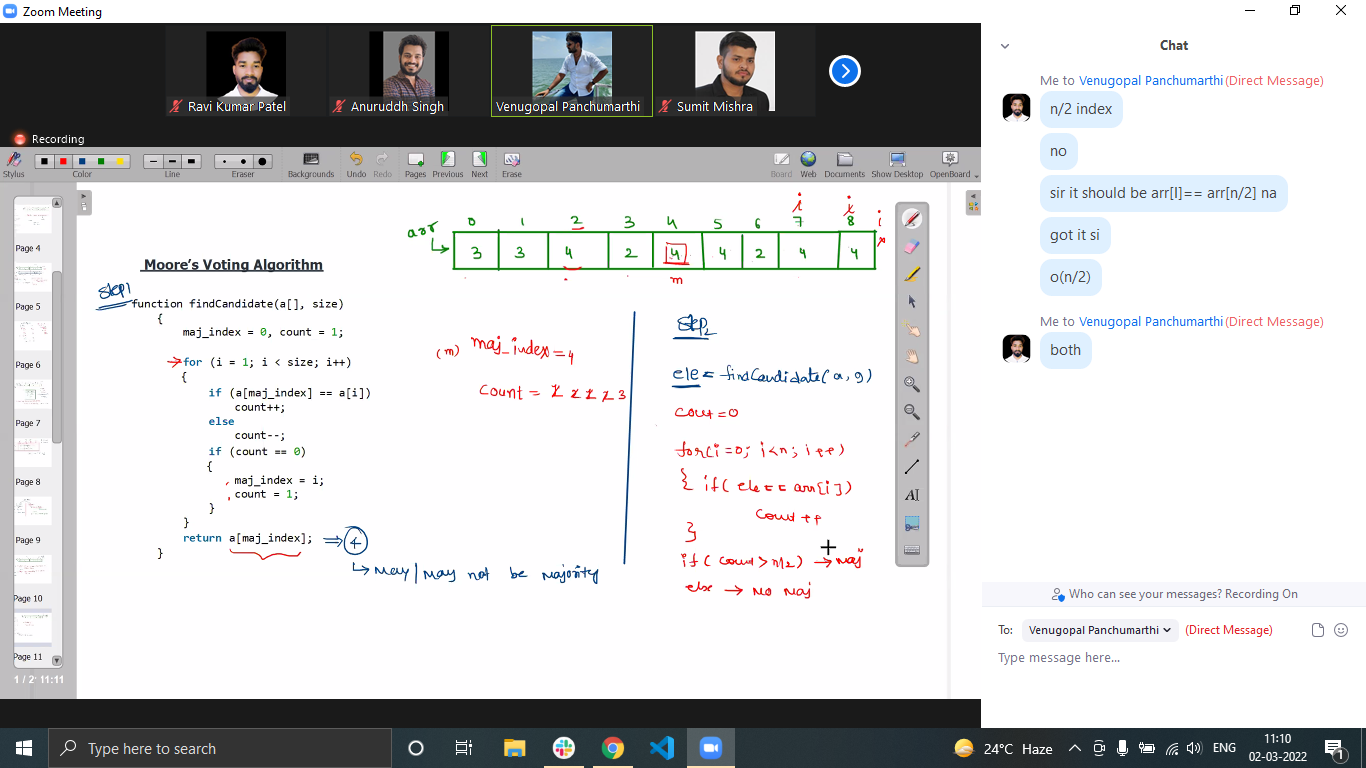 Zoom Meeting
Ravi Kumar Patel
Anuruddh Singh
Venugopal Panchumarthi
Sumit Mishra
Recording
Stylus
Color
Line
Eraser
Backgrounds
Undo
Redo
Pages
Previous
Next
Erase
Board
Web
Documents
Show Desktop
OpenBoard
Page 4
Page 5
Page 6
Page 7
Page 8
Page 9
Page 10
Page 11
1 / 2 11:11
i i i
0 1 2 3 4 5 6 7 8
arr
3 3 4 2 4 4 2 4 4
m
Moore's Voting Algorithm
Step1
function findCandidate(a[], size)
{
maj_index = 0, count = 1;
for (i = 1; i < size; i++)
{
if (a[maj_index] == a[i])
count++;
else
count--;
if (count == 0)
{
maj_index = i;
count = 1;
}
}
return a[maj_index]; ⇒ 4
}
↳ may/may not be majority
(m) maj_index = 4
count = 1 2 1 2 3
Step2
ele = findCandidate(a, 9)
cout = 0
for(i=0; i<n; i++)
{ if( ele == arr[i])
cout ++
}
if( cout > n/2) → maj
else → No maj
AI
Chat
Me to Venugopal Panchumarthi(Direct Message)
n/2 index
no
sir it should be arr[l]== arr[n/2] na
got it si
o(n/2)
Me to Venugopal Panchumarthi(Direct Message)
both
Who can see your messages? Recording On
To: Venugopal Panchumarthi (Direct Message)
Type message here...
Type here to search
24°C Haze
ENG
11:10
02-03-2022
1